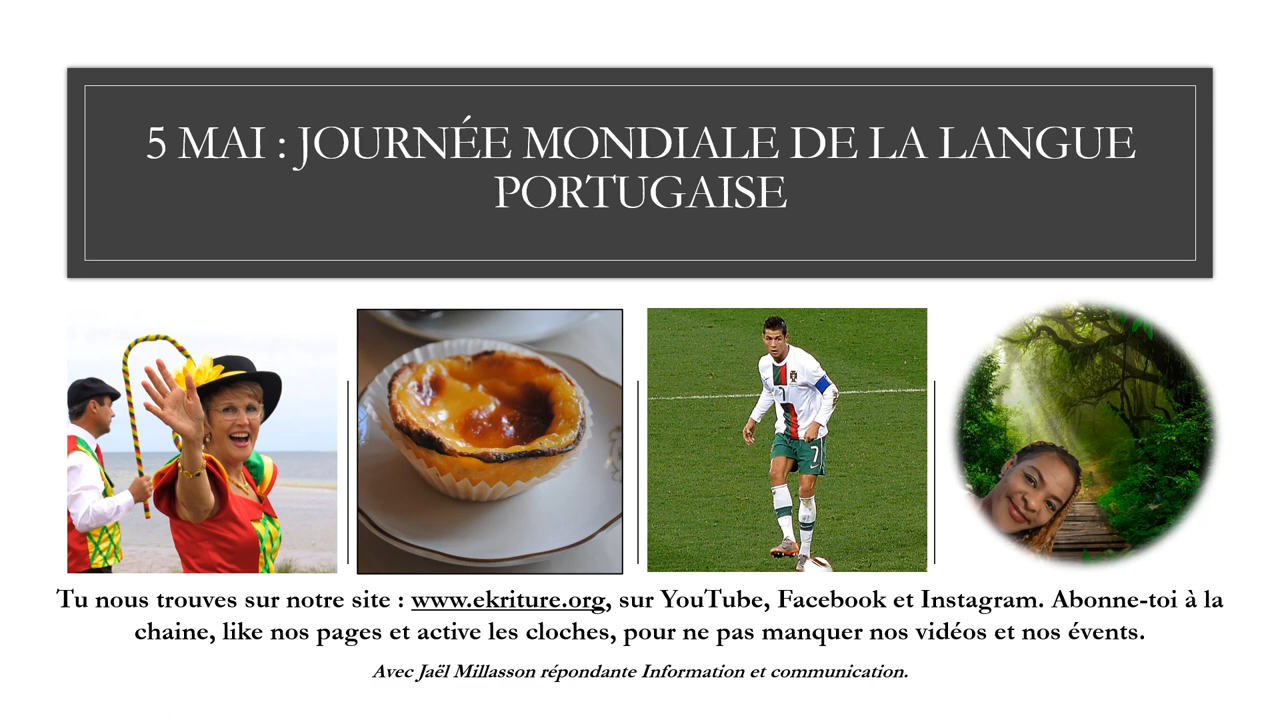 5 MAI : JOURNÉE MONDIALE DE LA LANGUE
PORTUGAISE
7
7
Tu nous trouves sur notre site : www.ekriture.org, sur YouTube, Facebook et Instagram. Abonne-toi à la
chaine, like nos pages et active les cloches, pour ne pas manquer nos vidéos et nos évents.
Avec Jaël Millasson répondante Information et communication.